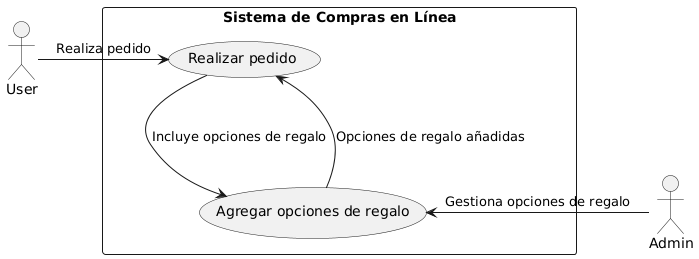 Sistema de Compras en Línea
Realiza pedido
Realizar pedido
User
Incluye opciones de regalo
Opciones de regalo añadidas
Agregar opciones de regalo
Gestiona opciones de regalo
Admin